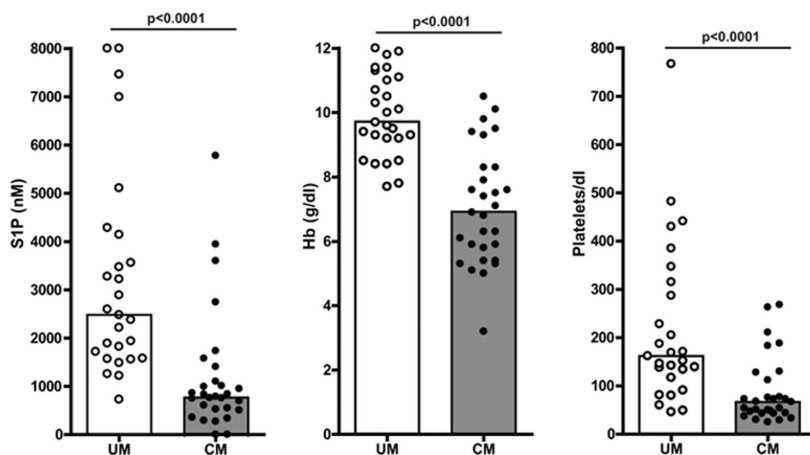 p<0.0001
S1P (nM)
8000
7000
6000
5000
4000
3000
2000
1000
0
UM
CM
p<0.0001
Hb (g/dl)
12
10
8
6
4
2
0
UM
CM
p<0.0001
Platelets/dl
800
700
600
500
400
300
200
100
0
UM
CM